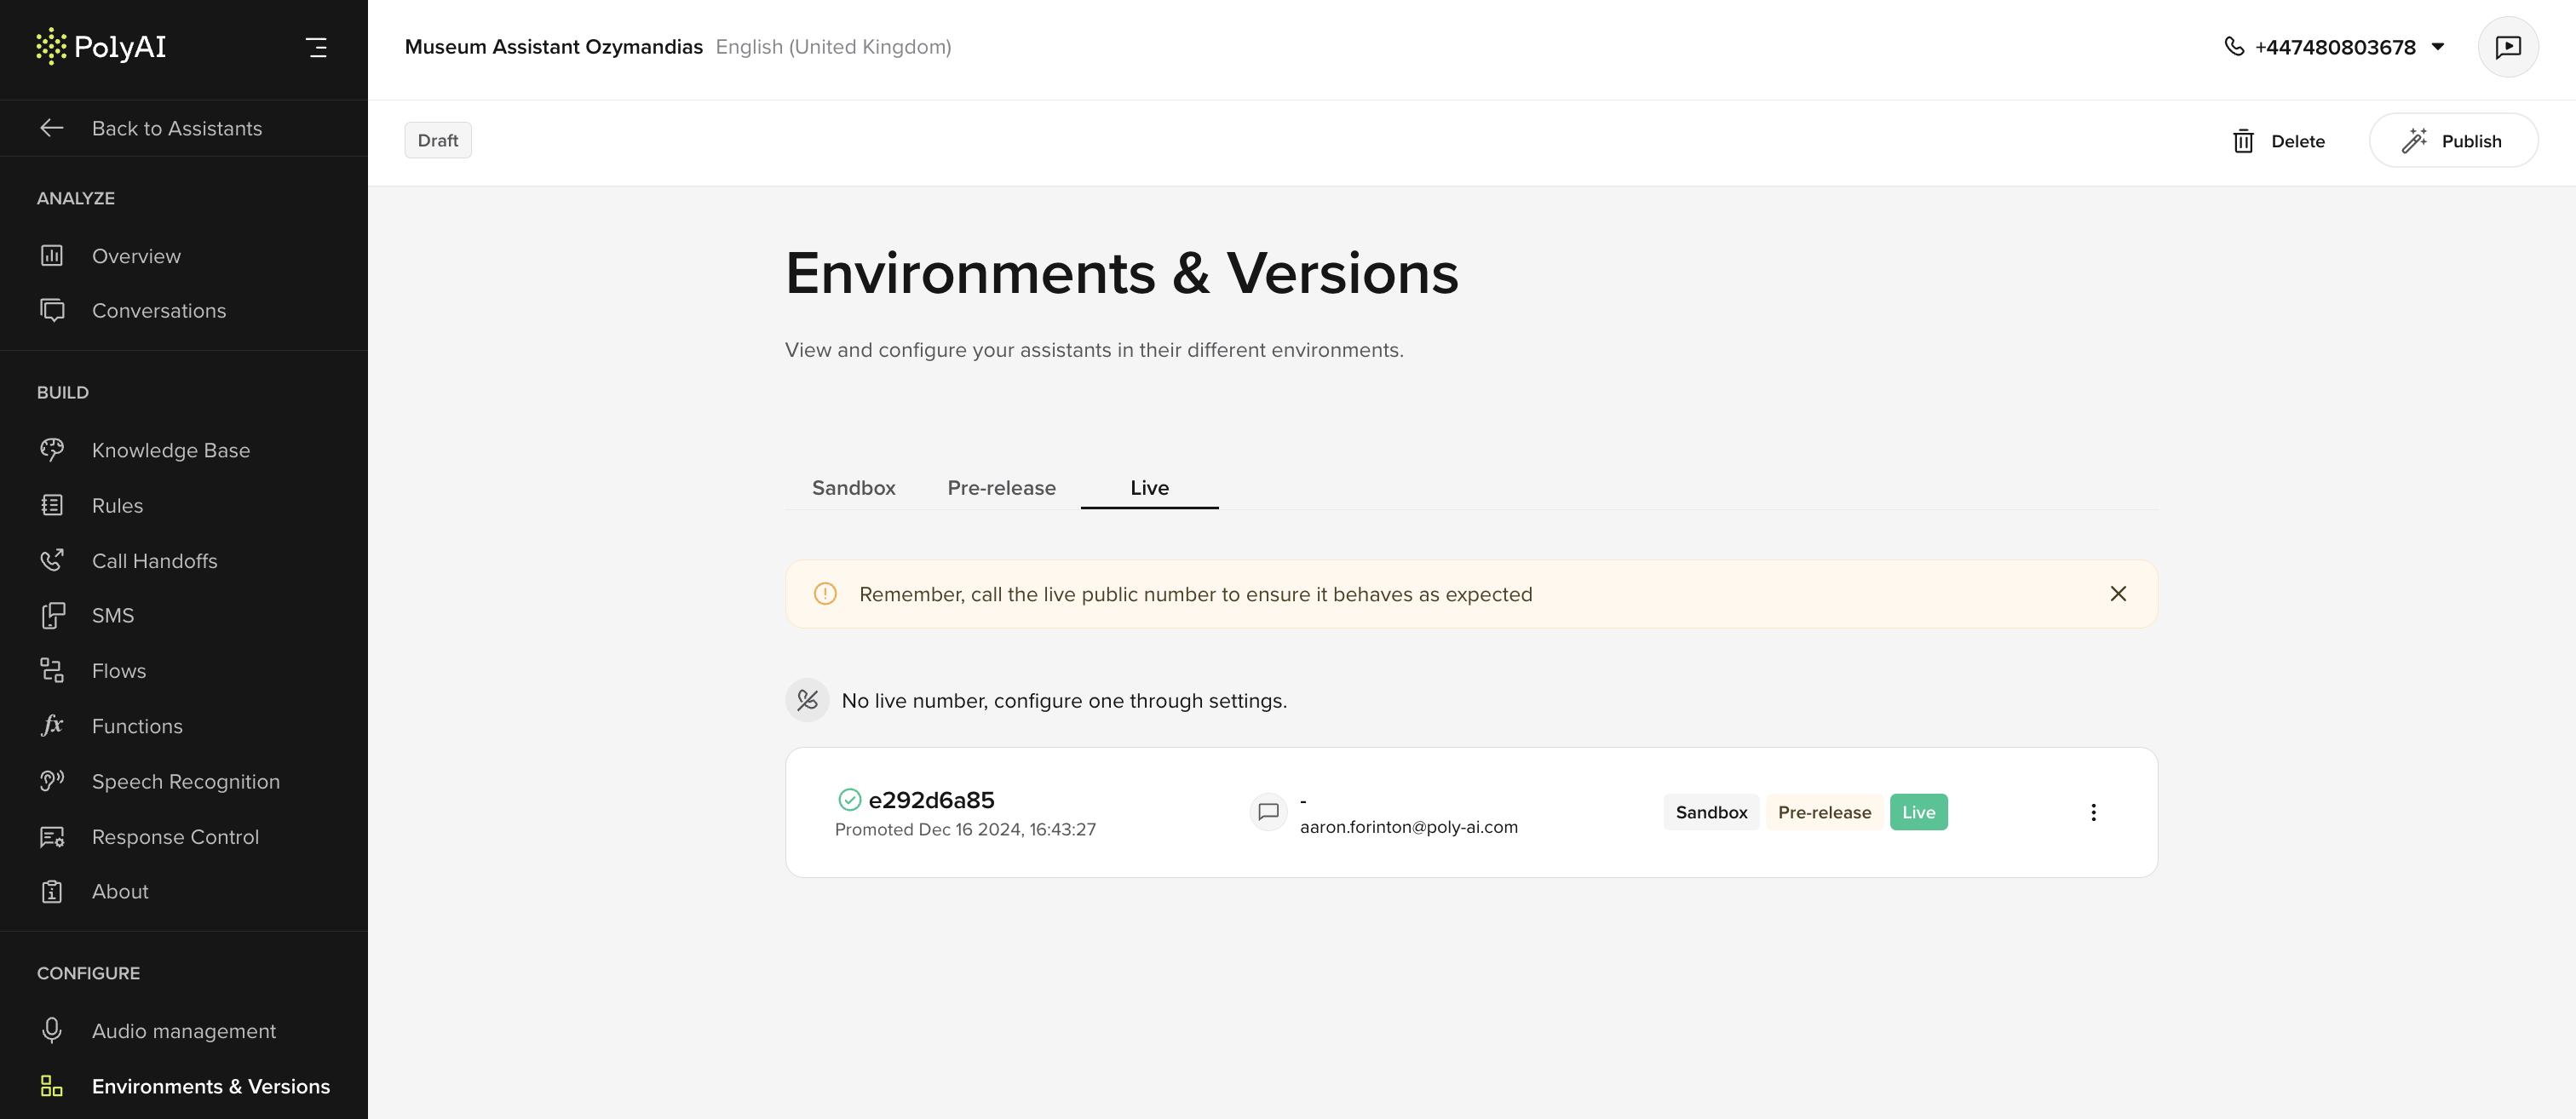 PolyAI
Museum Assistant Ozymandias English (United Kingdom)
+447480803678
Back to Assistants
Draft
Delete
Publish
ANALYZE
Overview
Conversations
BUILD
Knowledge Base
Rules
Call Handoffs
SMS
Flows
Functions
Speech Recognition
Response Control
About
CONFIGURE
Audio management
Environments & Versions
Environments & Versions
View and configure your assistants in their different environments.
Sandbox Pre-release Live
Remember, call the live public number to ensure it behaves as expected
No live number, configure one through settings.
e292d6a85
Promoted Dec 16 2024, 16:43:27
-
aaron.forinton@poly-ai.com
Sandbox Pre-release Live